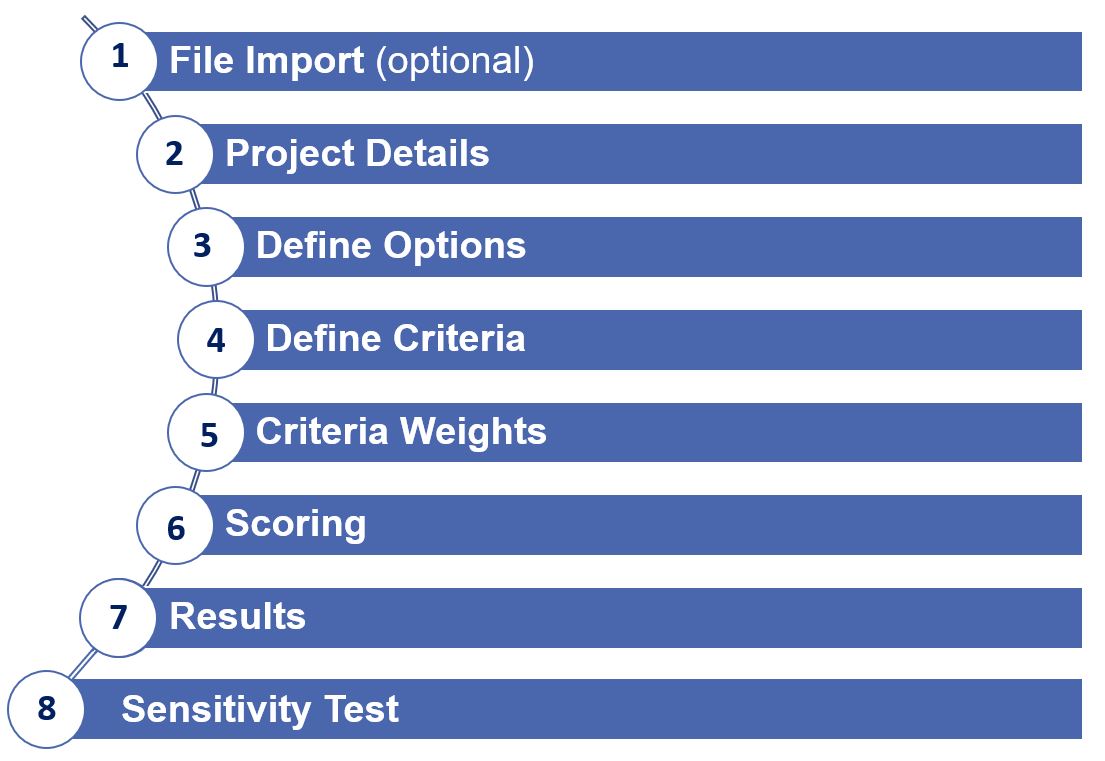 1 File Import (optional)
2 Project Details
3 Define Options
4 Define Criteria
5 Criteria Weights
6 Scoring
7 Results
8 Sensitivity Test